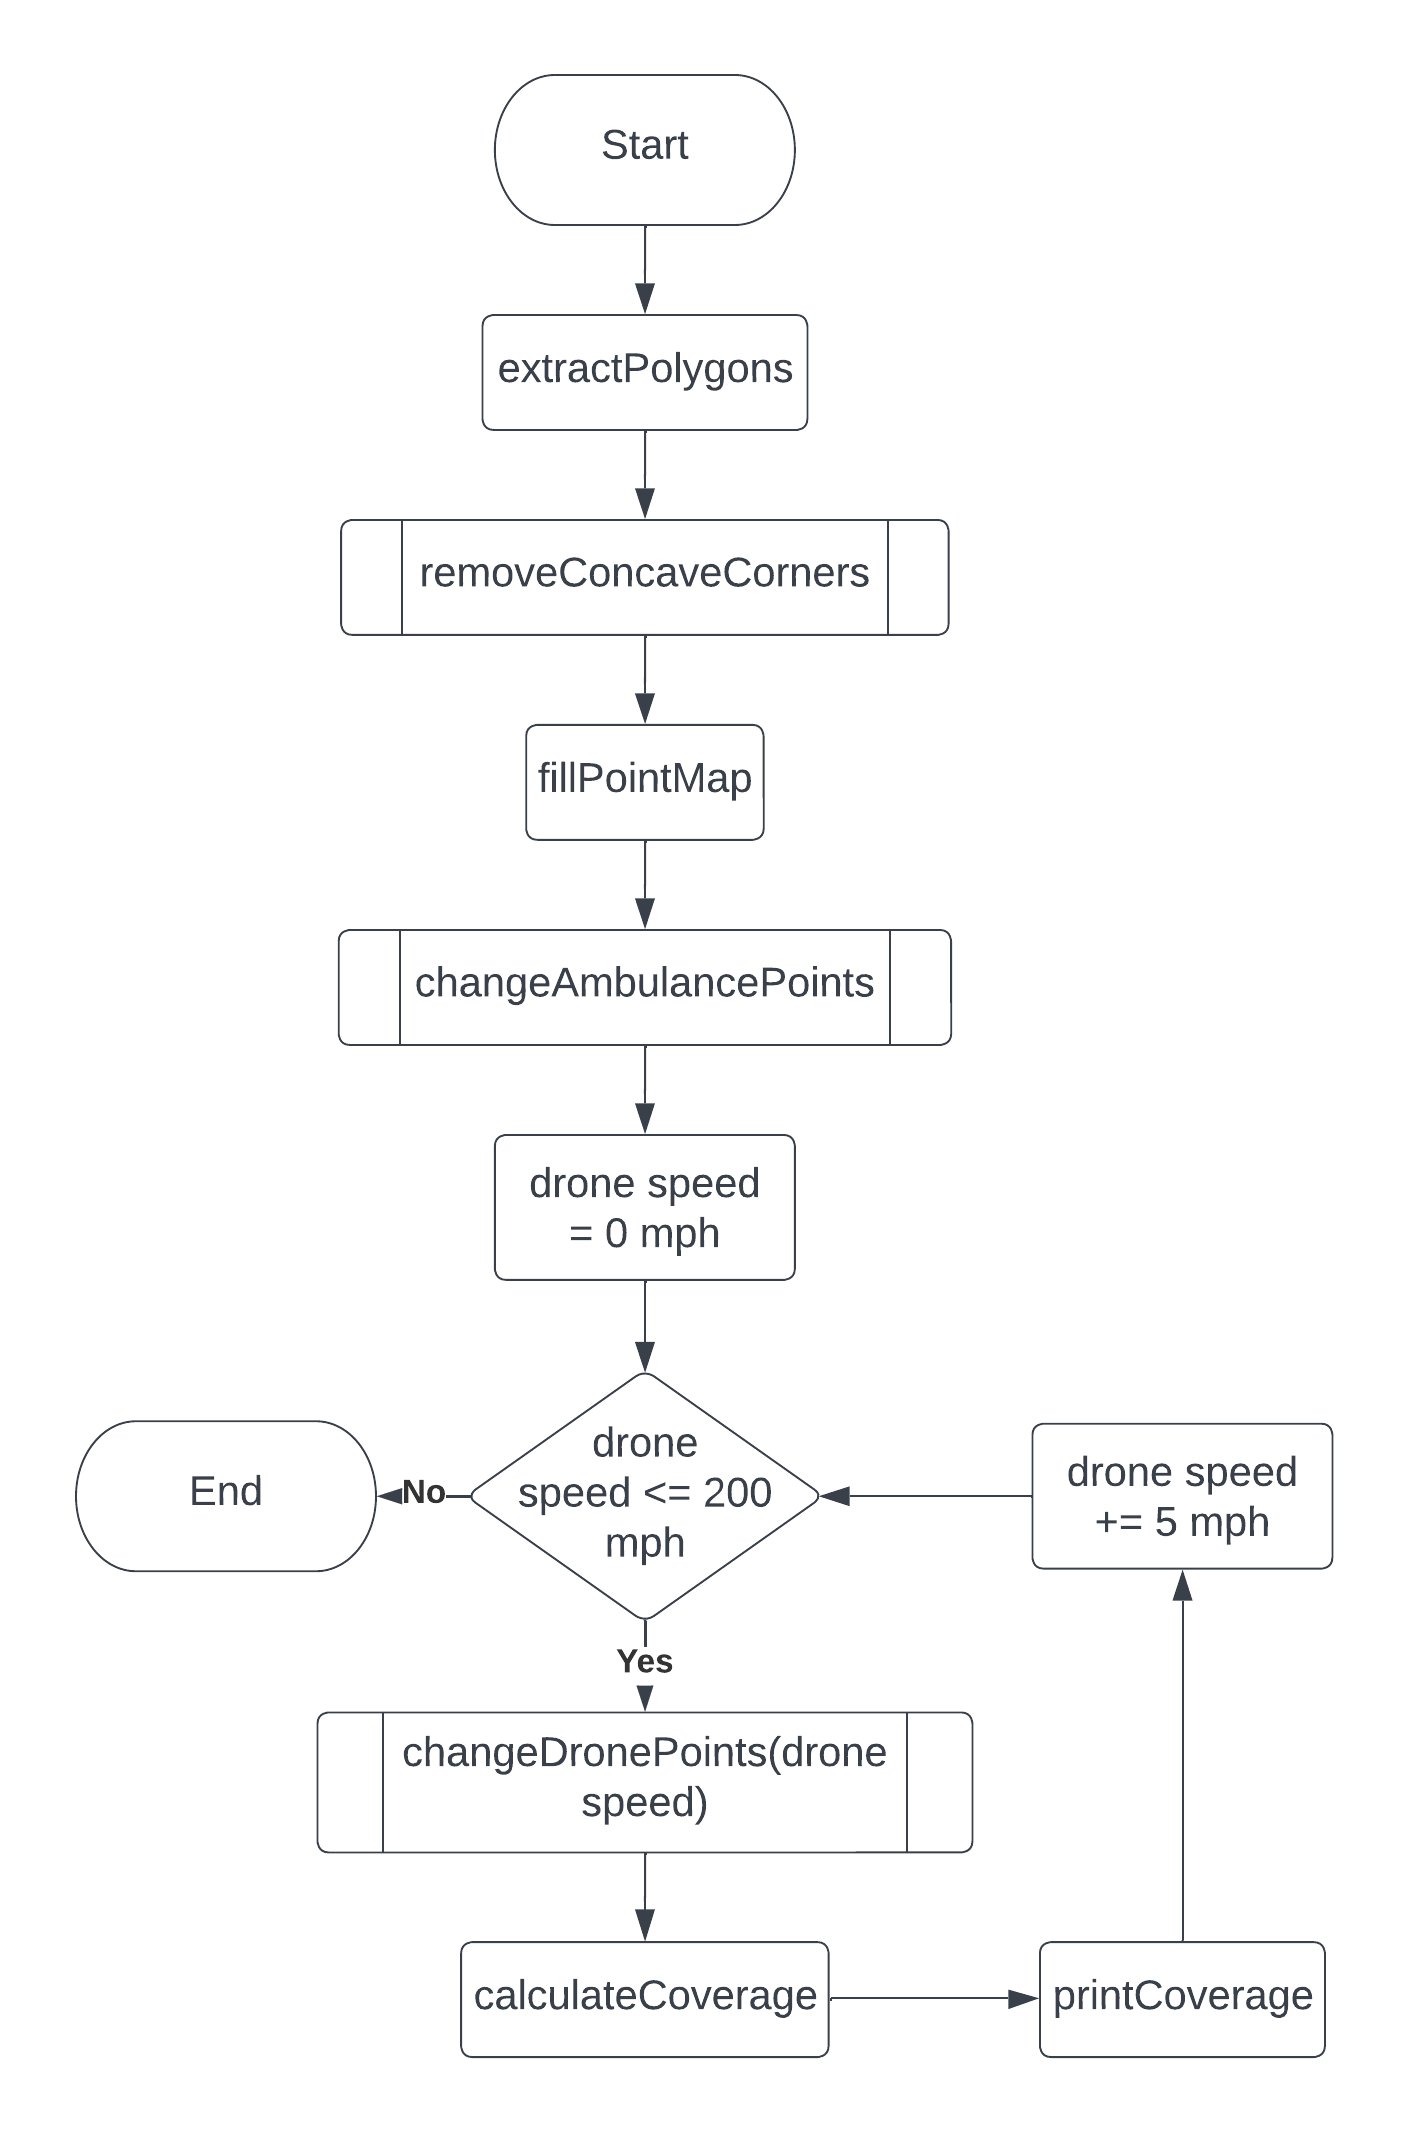 Start
extractPolygons
removeConcaveCorners
fillPointMap
changeAmbulancePoints
drone speed
= 0 mph
drone
speed <= 200
mph
No
End
Yes
changeDronePoints(drone
speed)
calculateCoverage
printCoverage
drone speed
+= 5 mph